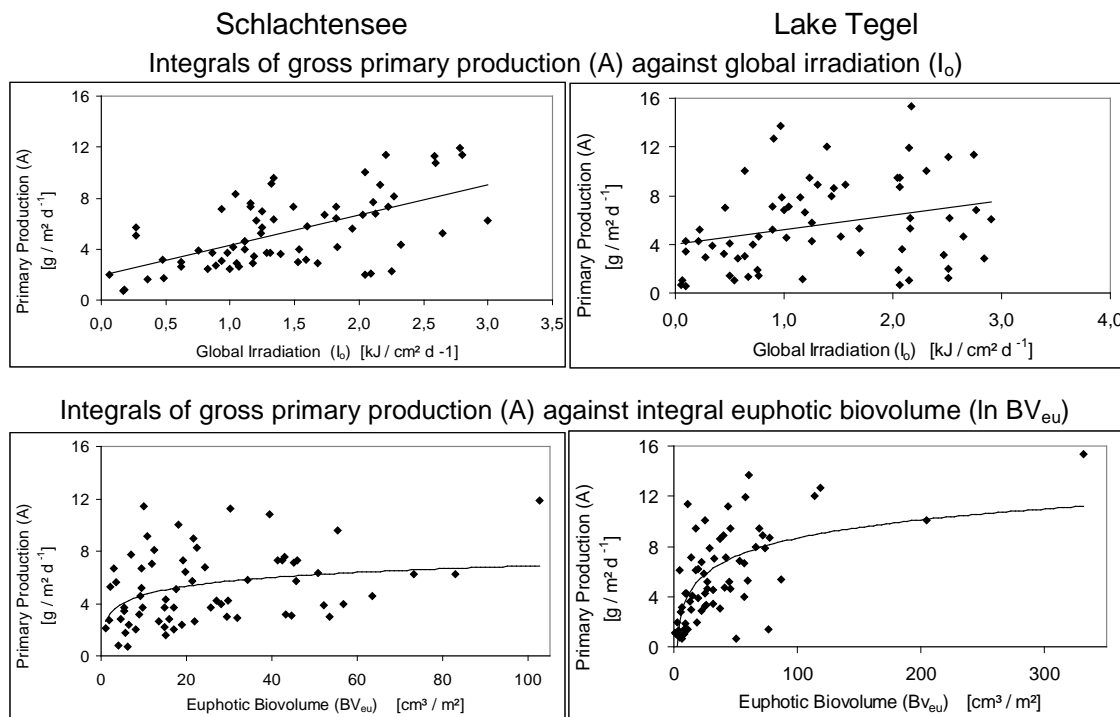 Schlachtensee
Lake Tegel
Integrals of gross primary production (A) against global irradiation (Iₒ)
Primary Production (A)
[g / m² d⁻¹]
16
12
8
4
0
0,0 0,5 1,0 1,5 2,0 2,5 3,0 3,5
Global Irradiation (Iₒ) [kJ / cm² d -1]
Primary Production (A)
[g / m² d⁻¹]
16
12
8
4
0
0,0 1,0 2,0 3,0 4,0
Global Irradiation (Iₒ) [kJ / cm² d⁻¹]
Integrals of gross primary production (A) against integral euphotic biovolume (ln BVₑᵤ)
Primary Production (A)
[g / m² d⁻¹]
16
12
8
4
0
0 20 40 60 80 100
Euphotic Biovolume (BVₑᵤ) [cm³ / m²]
Primary Production (A)
[g / m² d⁻¹]
16
12
8
4
0
0 100 200 300
Euphotic Biovolume (Bvₑᵤ) [cm³ / m²]